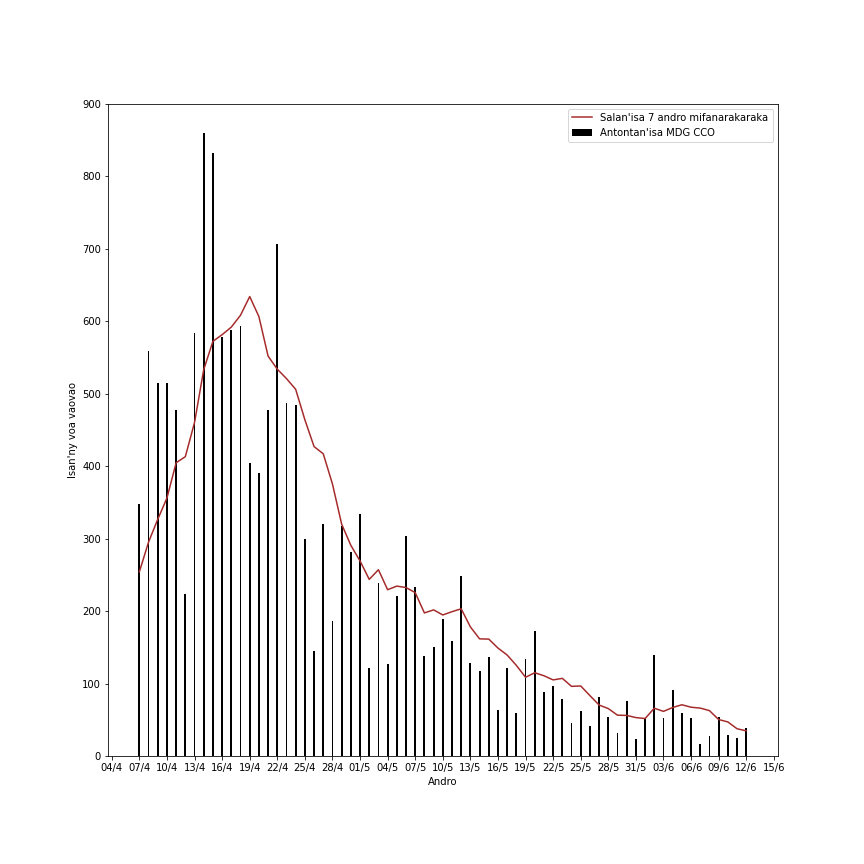 Salan'isa 7 andro mifanarakaraka
Antontan'isa MDG CCO
900
800
700
600
500
400
300
200
100
0
Isan'ny voa vaovao
04/4 07/4 10/4 13/4 16/4 19/4 22/4 25/4 28/4 01/5 04/5 07/5 10/5 13/5 16/5 19/5 22/5 25/5 28/5 31/5 03/6 06/6 09/6 12/6 15/6
Andro